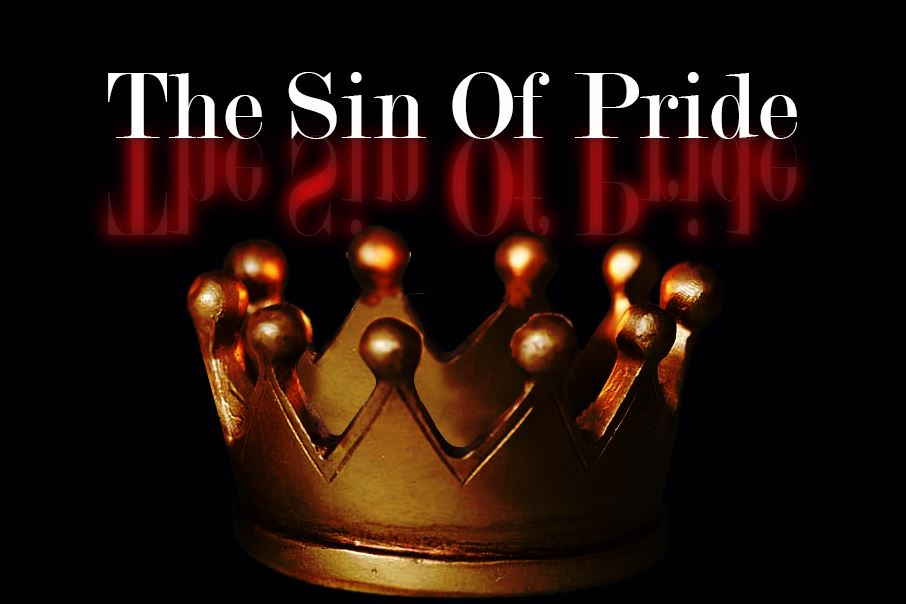 The Sin Of Pride